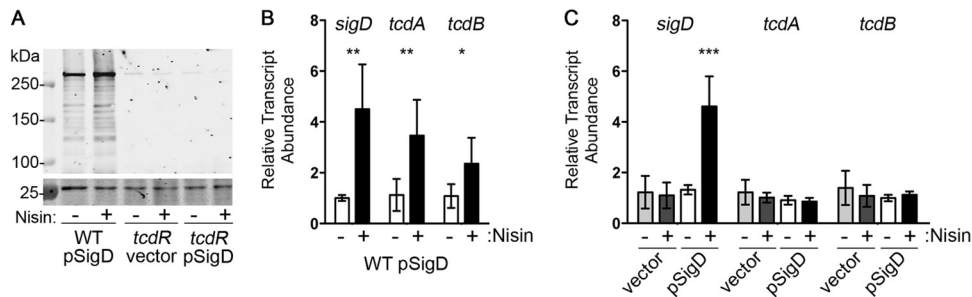 A
kDa
250
150
100
25
Nisin: - + - + - +
WT pSigD
tcdR vector
tcdR pSigD
B
sigD tcdA tcdB
** ** *
Relative Transcript Abundance
8
6
4
2
0
- + - + - + :Nisin
WT pSigD
C
sigD tcdA tcdB
***
Relative Transcript Abundance
8
6
4
2
0
- + - + - + - + - + - + :Nisin
vector pSigD vector pSigD vector pSigD